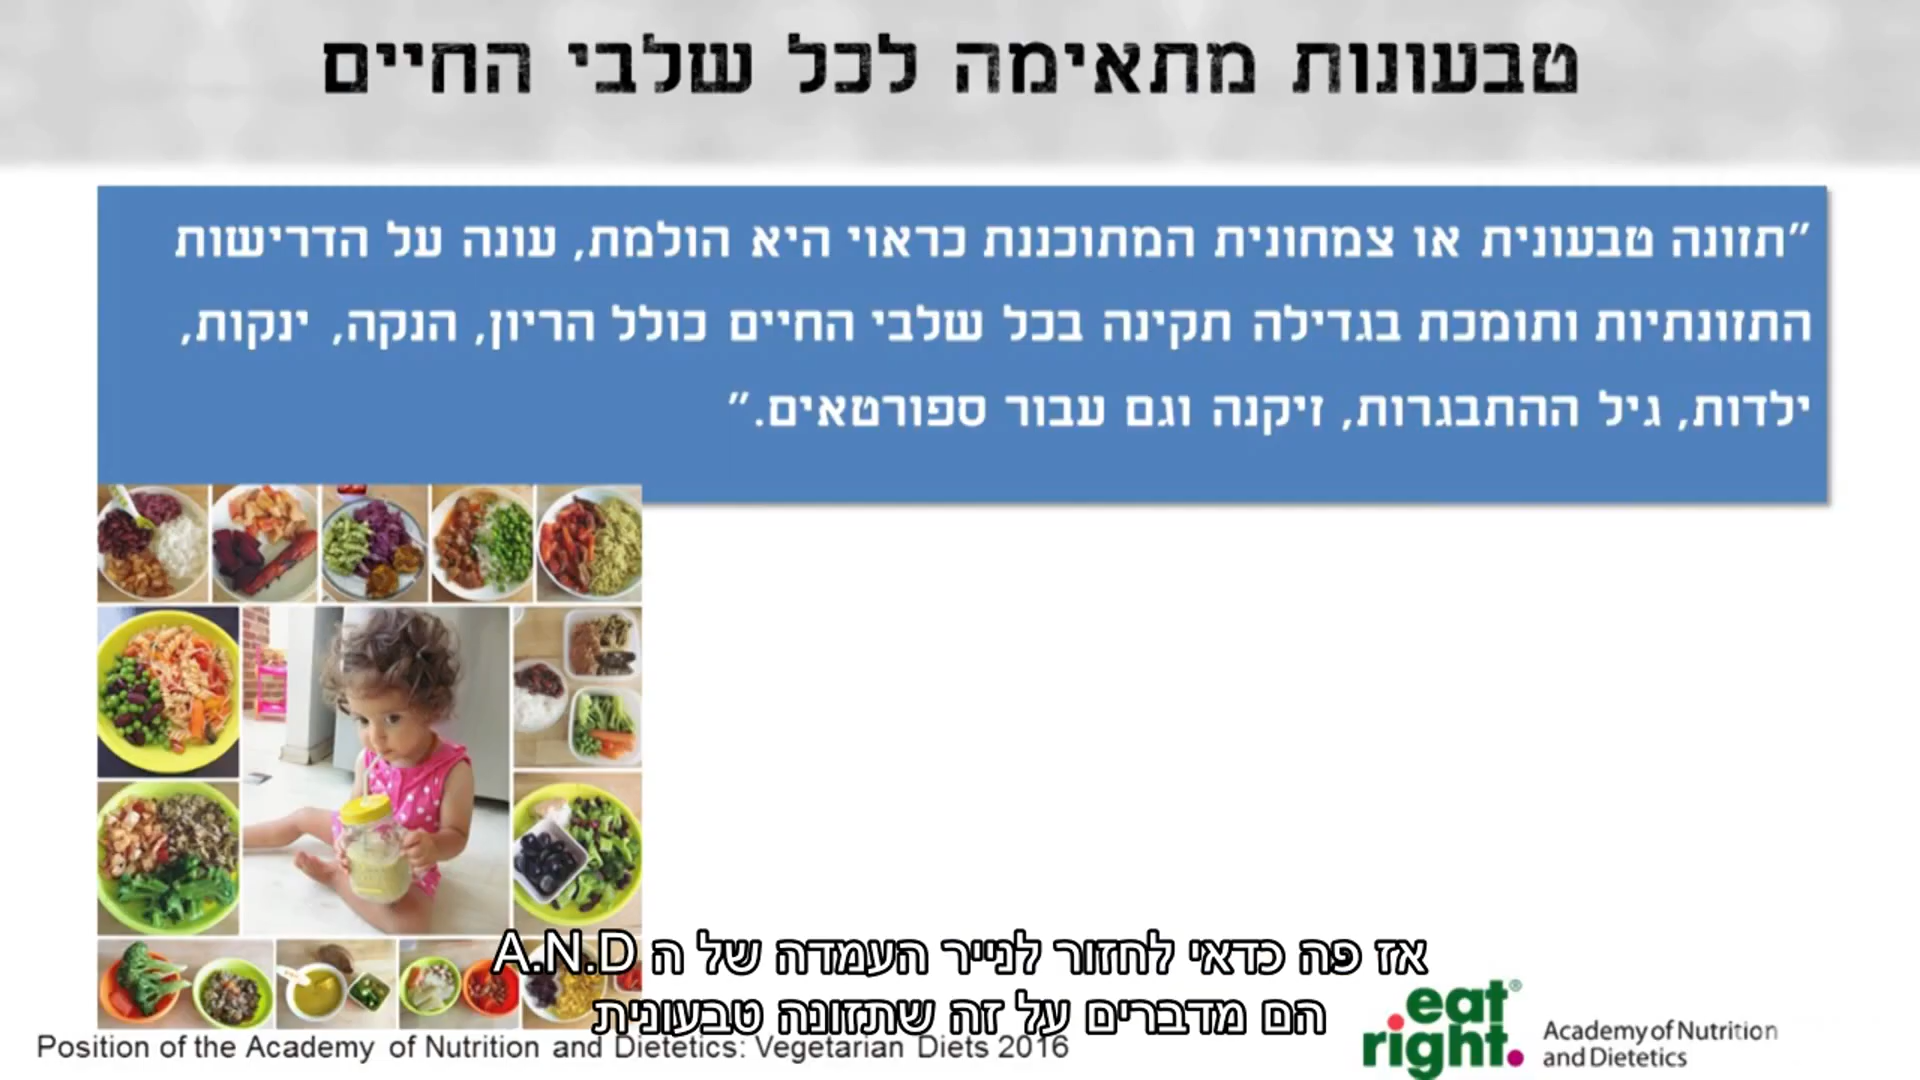 טבעונות מתאימה לכל שלבי החיים
"תזונה טבעונית או צמחונית המתוכננת כראוי היא הולמת, עונה על הדרישות
התזונתיות ותומכת בגדילה תקינה בכל שלבי החיים כולל הריון, הנקה, ינקות,
ילדות, גיל ההתבגרות, זיקנה וגם עבור ספורטאים."
אז פה כדאי לחזור לנייר העמדה של ה A.N.D
הם מדברים על זה שתזונה טבעונית
Position of the Academy of Nutrition and Dietetics: Vegetarian Diets 2016
eat®
right.
Academy of Nutrition
and Dietetics